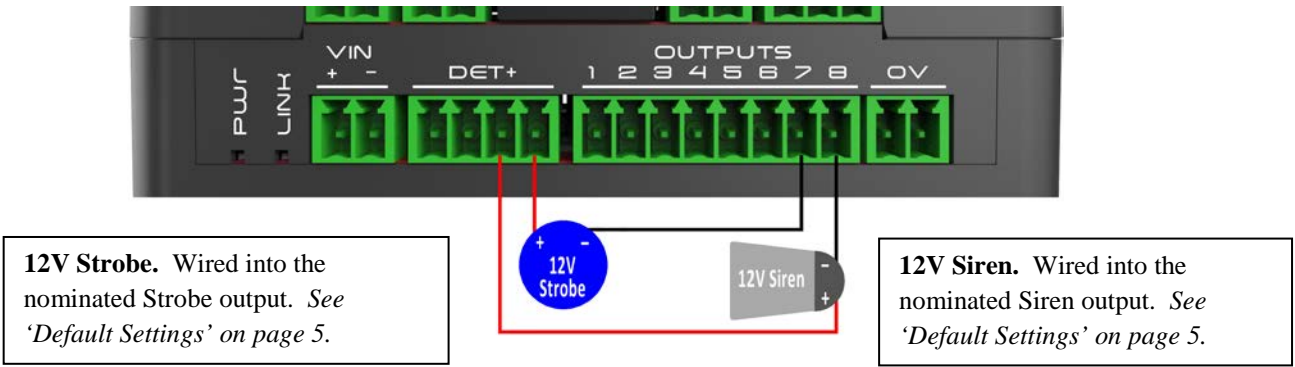 VIN
OUTPUTS
+ -
DET+
1 2 3 4 5 6 7 8
0V
PWR
LINK
+ -
12V
Strobe
12V Siren
-
+
12V Strobe. Wired into the
nominated Strobe output. See
‘Default Settings’ on page 5.
12V Siren. Wired into the
nominated Siren output. See
‘Default Settings’ on page 5.